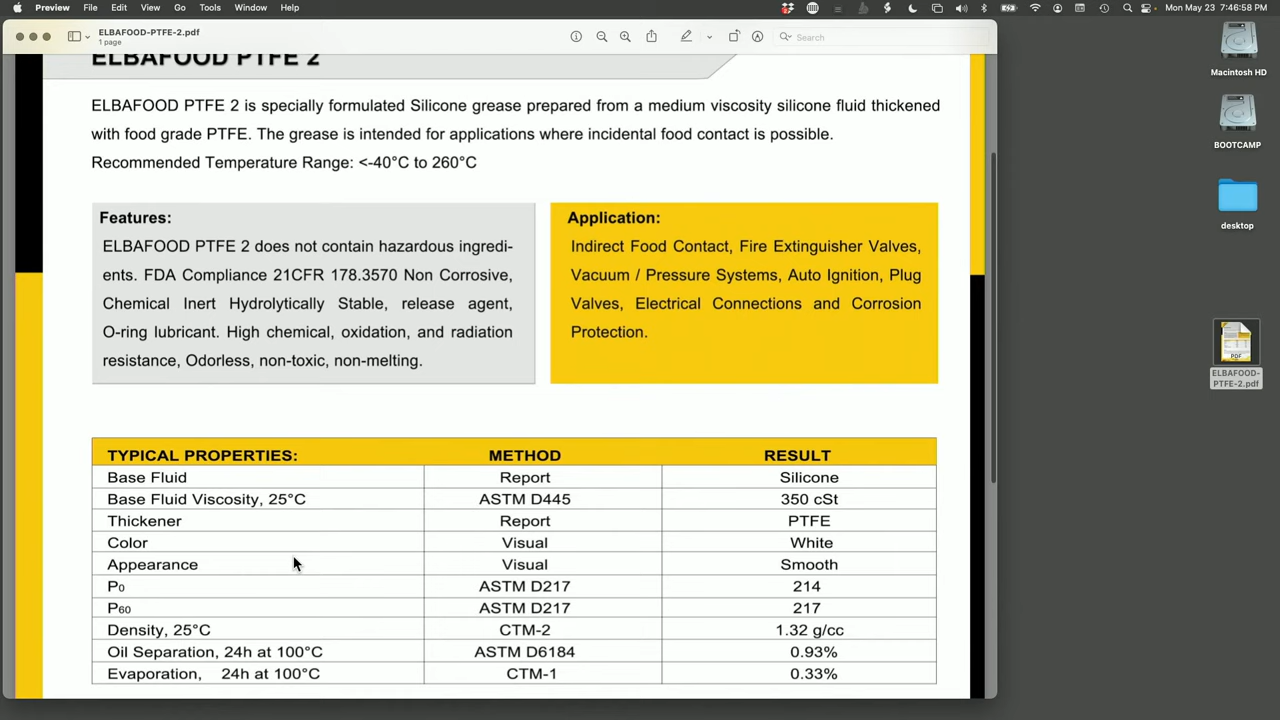 Preview File Edit View Go Tools Window Help Mon May 23 7:46:58 PM
ELBAFOOD-PTFE-2.pdf
1 page
Search
ELBAFOOD PTFE 2
ELBAFOOD PTFE 2 is specially formulated Silicone grease prepared from a medium viscosity silicone fluid thickened
with food grade PTFE. The grease is intended for applications where incidental food contact is possible.
Recommended Temperature Range: <-40°C to 260°C
Features:
ELBAFOOD PTFE 2 does not contain hazardous ingredi-
ents. FDA Compliance 21CFR 178.3570 Non Corrosive,
Chemical Inert Hydrolytically Stable, release agent,
O-ring lubricant. High chemical, oxidation, and radiation
resistance, Odorless, non-toxic, non-melting.
Application:
Indirect Food Contact, Fire Extinguisher Valves,
Vacuum / Pressure Systems, Auto Ignition, Plug
Valves, Electrical Connections and Corrosion
Protection.
TYPICAL PROPERTIES: METHOD RESULT
Base Fluid Report Silicone
Base Fluid Viscosity, 25°C ASTM D445 350 cSt
Thickener Report PTFE
Color Visual White
Appearance Visual Smooth
P0 ASTM D217 214
P60 ASTM D217 217
Density, 25°C CTM-2 1.32 g/cc
Oil Separation, 24h at 100°C ASTM D6184 0.93%
Evaporation, 24h at 100°C CTM-1 0.33%
Macintosh HD
BOOTCAMP
desktop
PDF
ELBAFOOD-
PTFE-2.pdf